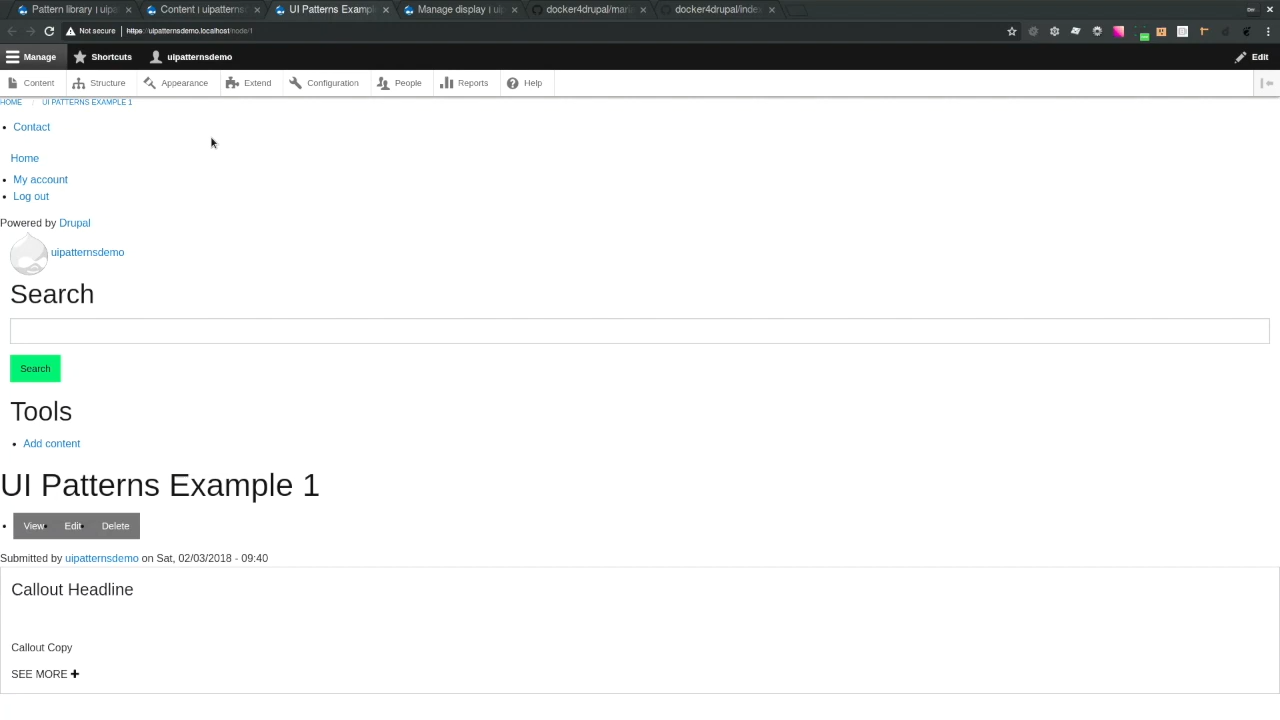 Pattern library | uipa
Content | uipatterns
UI Patterns Exampl
Manage display | ui
docker4drupal/mari
docker4drupal/inde
Not secure | https://uipatternsdemo.localhost/node/1
Manage Shortcuts uipatternsdemo Edit
Content Structure Appearance Extend Configuration People Reports Help
HOME / UI PATTERNS EXAMPLE 1
Contact
Home
My account
Log out
Powered by Drupal
uipatternsdemo
Search
Search
Tools
Add content
UI Patterns Example 1
View Edit Delete
Submitted by uipatternsdemo on Sat, 02/03/2018 - 09:40
Callout Headline
Callout Copy
SEE MORE